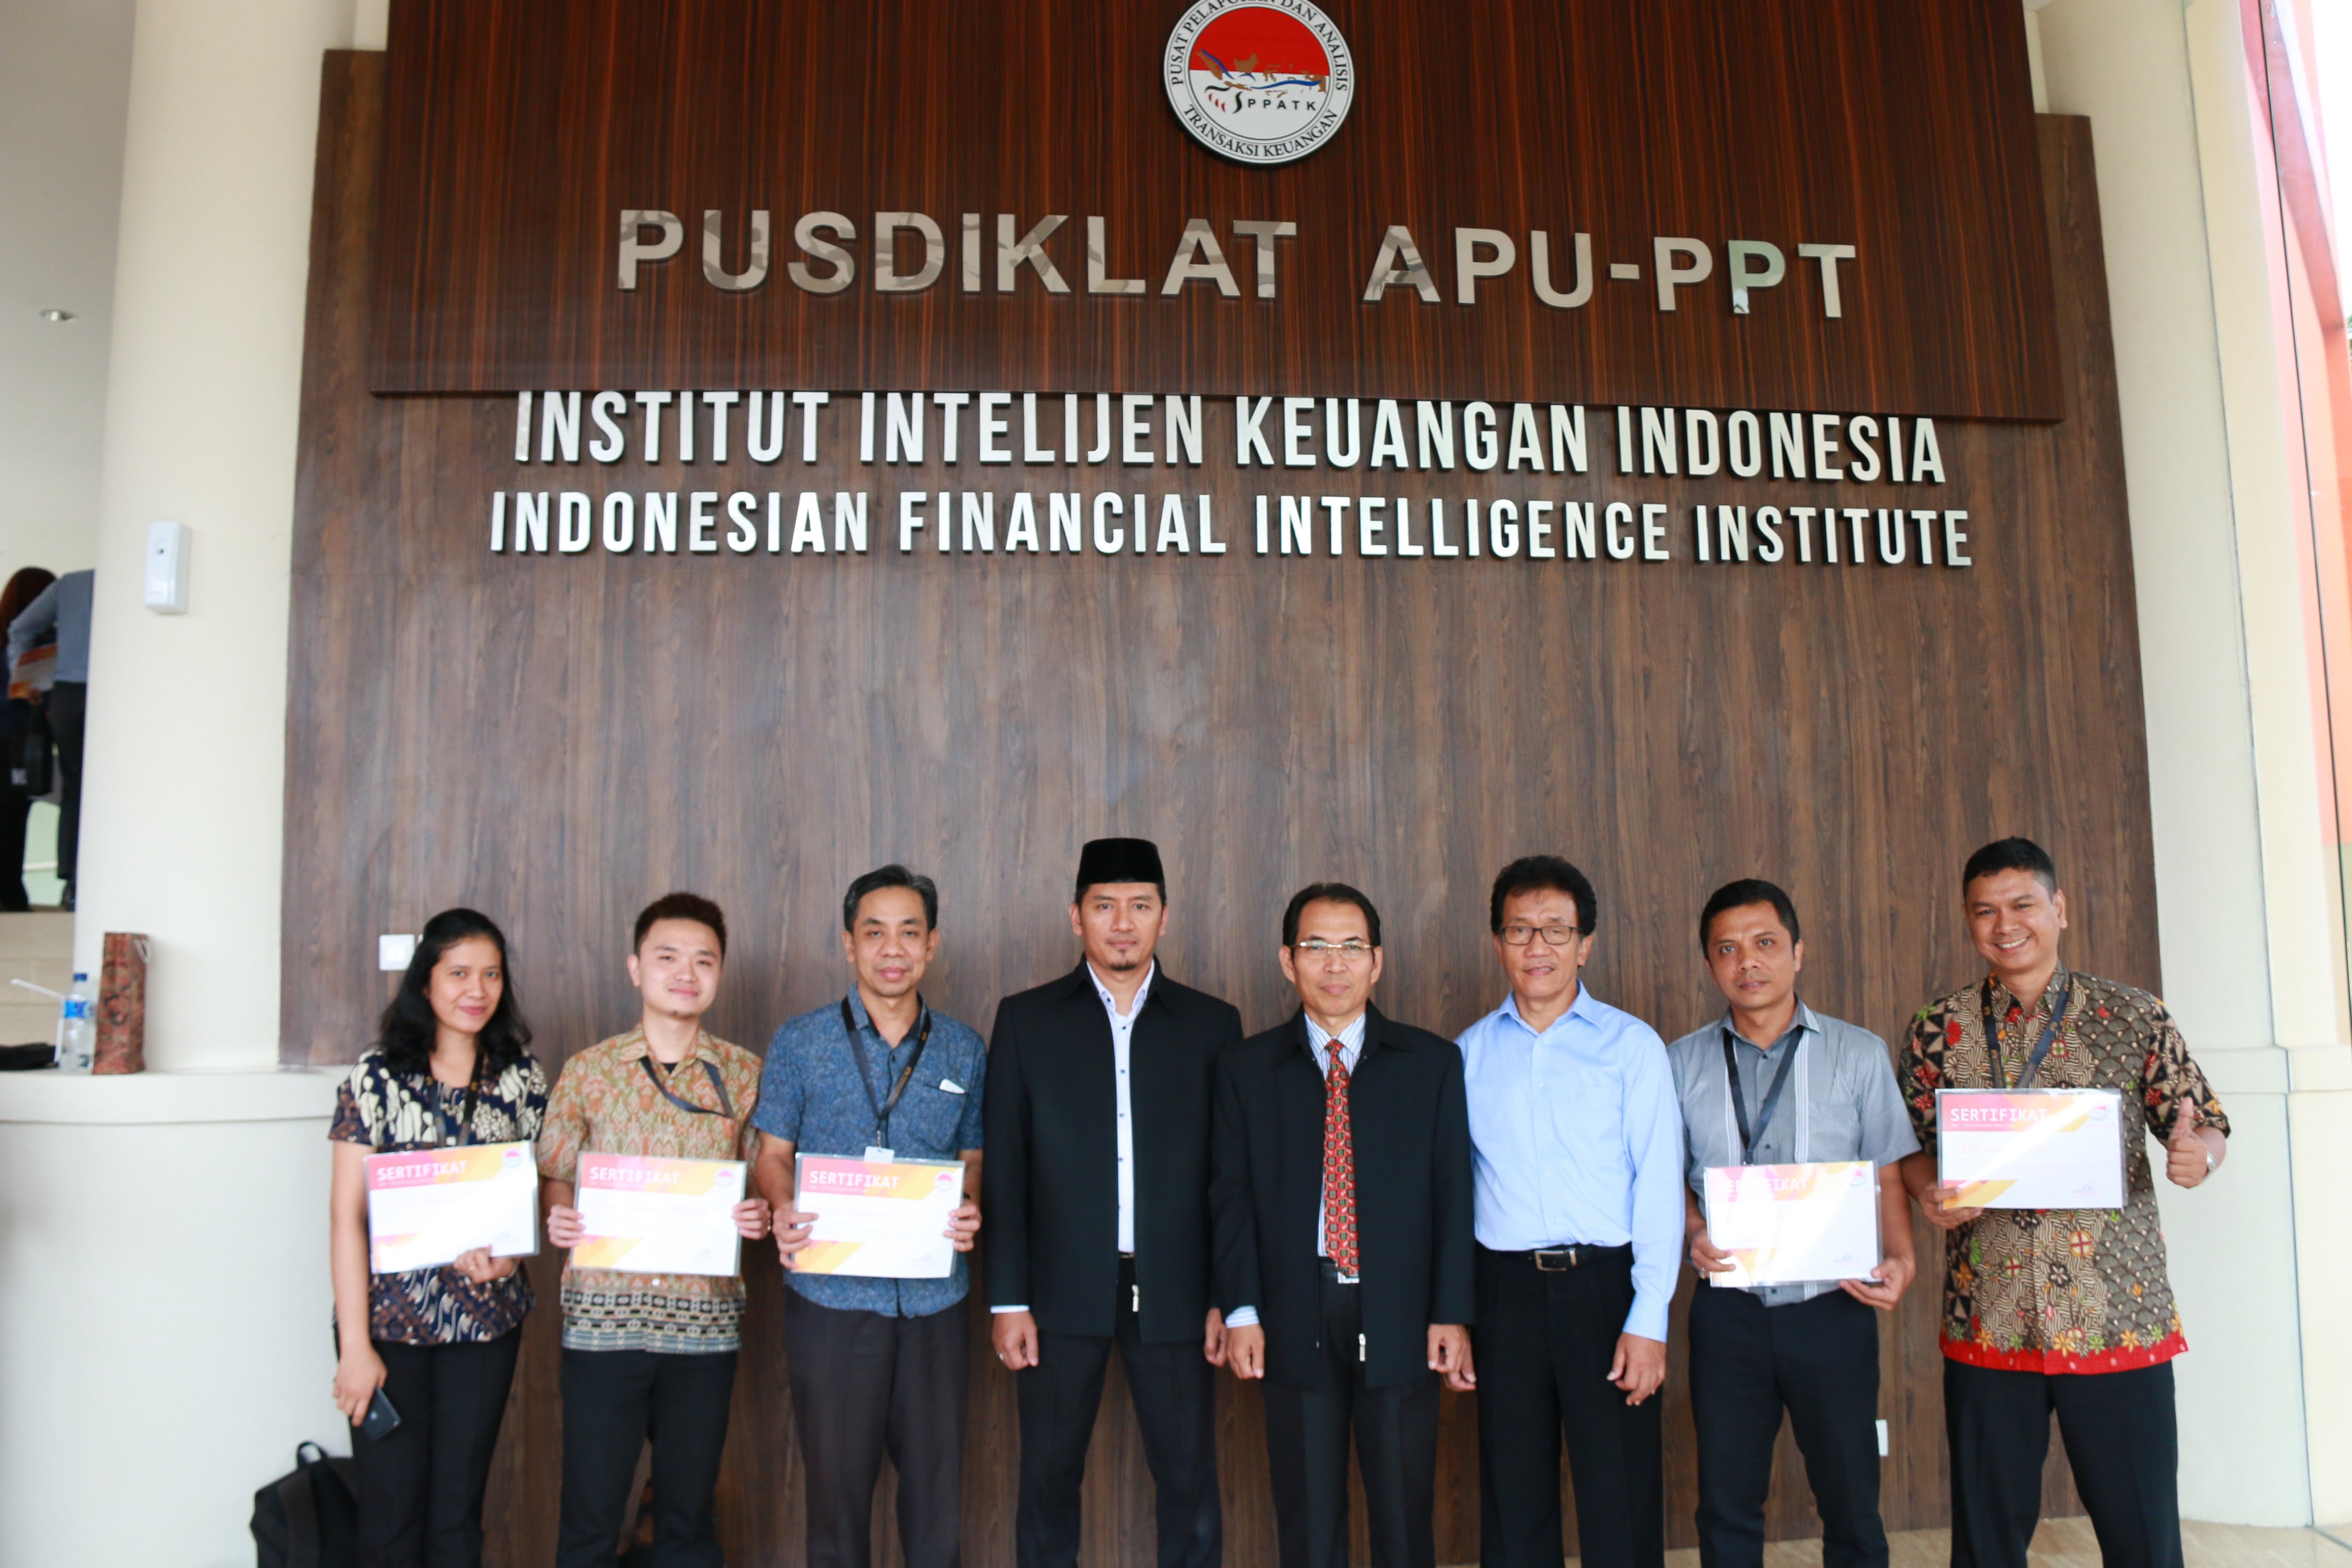 PUSAT PELAPORAN DAN ANALISIS
TRANSAKSI KEUANGAN
PPATK
PUSDIKLAT APU-PPT
INSTITUT INTELIJEN KEUANGAN INDONESIA
INDONESIAN FINANCIAL INTELLIGENCE INSTITUTE
SERTIFIKAT
SERTIFIKAT
SERTIFIKAT
SERTIFIKAT
SERTIFIKAT